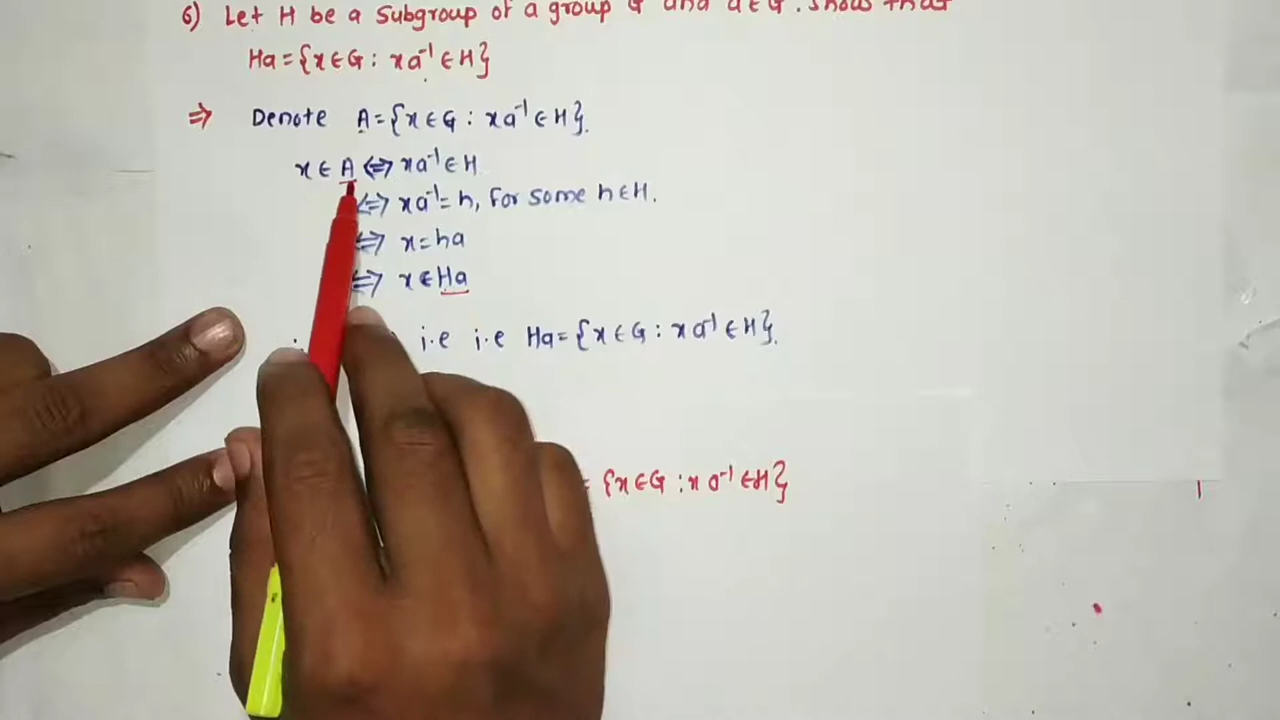 6) Let H be a subgroup of a group G and a∈G. Show that
Ha={x∈G: xa⁻¹∈H}
⇒ Denote A={x∈G: xa⁻¹∈H}.
x∈A ⇔ xa⁻¹∈H
⇔ xa⁻¹=h, for some h∈H.
⇔ x=ha
⇔ x∈Ha
i.e i.e Ha={x∈G: xa⁻¹∈H}.
= {x∈G: xa⁻¹∈H}